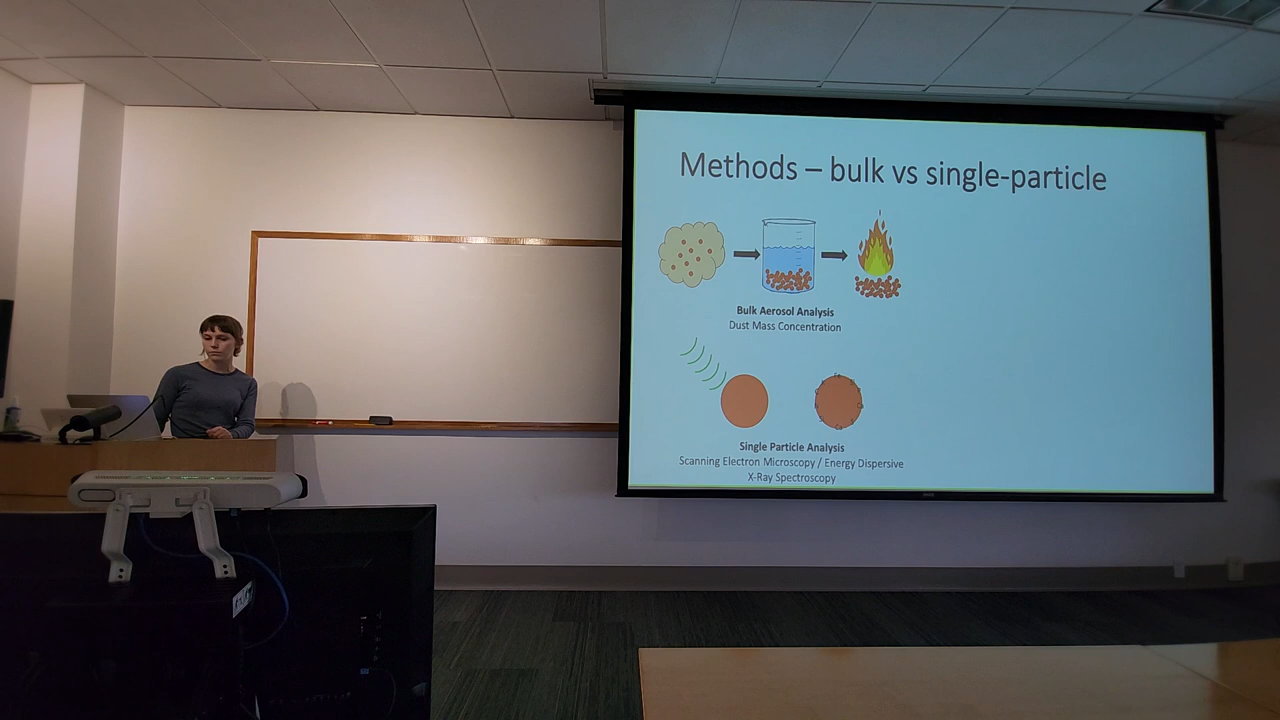 Methods – bulk vs single-particle
Bulk Aerosol Analysis
Dust Mass Concentration
Single Particle Analysis
Scanning Electron Microscopy / Energy Dispersive
X-Ray Spectroscopy